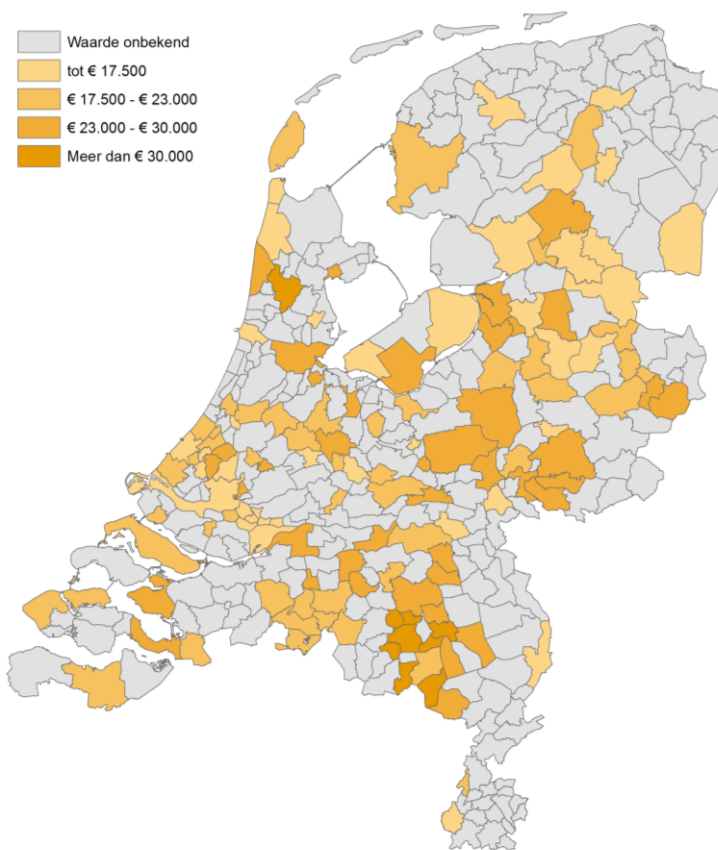 Waarde onbekend
tot € 17.500
€ 17.500 - € 23.000
€ 23.000 - € 30.000
Meer dan € 30.000